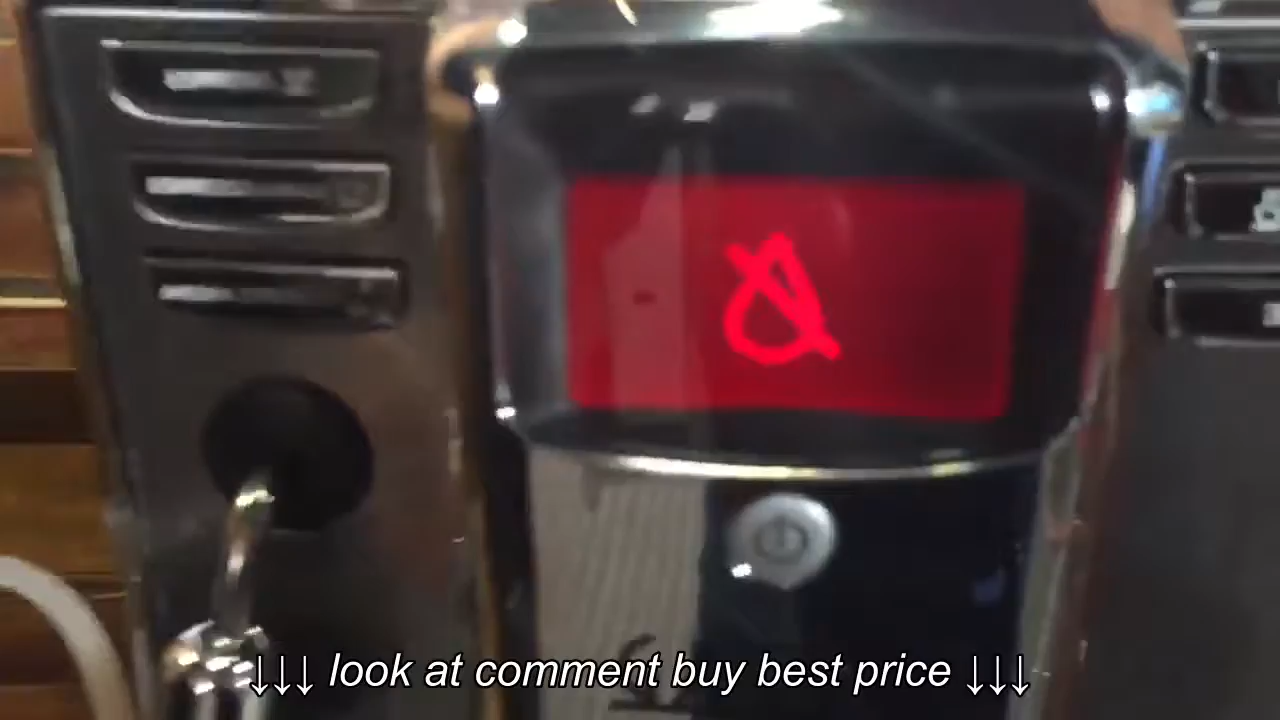 ↓↓↓ look at comment buy best price ↓↓↓